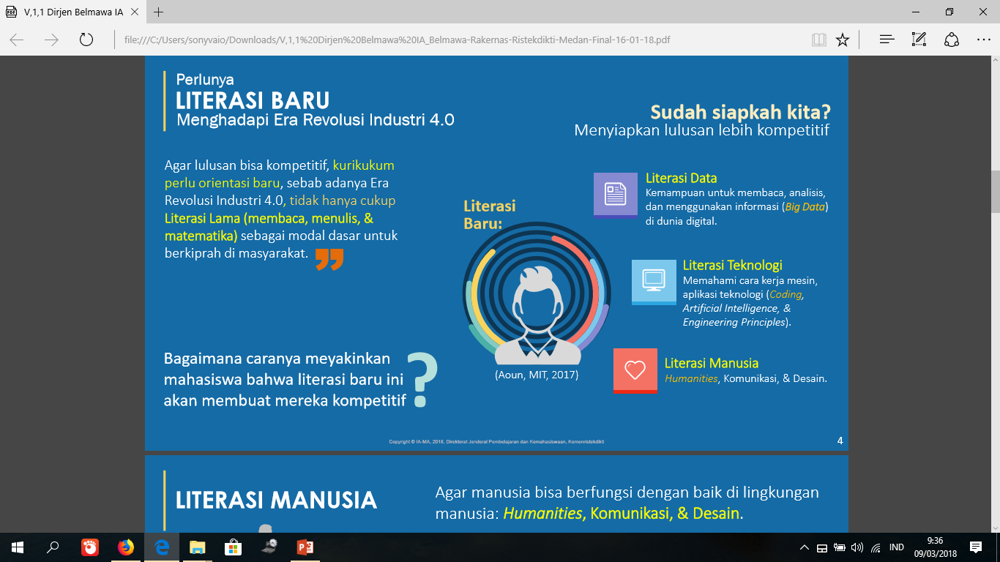 V,1,1 Dirjen Belmawa IA
file:///C:/Users/sonyvaio/Downloads/V,1,1%20Dirjen%20Belmawa%20IA_Belmawa-Rakernas-Ristekdikti-Medan-Final-16-01-18.pdf
Perlunya
LITERASI BARU
Menghadapi Era Revolusi Industri 4.0
Sudah siapkah kita?
Menyiapkan lulusan lebih kompetitif
Agar lulusan bisa kompetitif, kurikukum
perlu orientasi baru, sebab adanya Era
Revolusi Industri 4.0, tidak hanya cukup
Literasi Lama (membaca, menulis, &
matematika) sebagai modal dasar untuk
berkiprah di masyarakat.
Bagaimana caranya meyakinkan
mahasiswa bahwa literasi baru ini
akan membuat mereka kompetitif
?
Literasi
Baru:
(Aoun, MIT, 2017)
Literasi Data
Kemampuan untuk membaca, analisis,
dan menggunakan informasi (Big Data)
di dunia digital.
Literasi Teknologi
Memahami cara kerja mesin,
aplikasi teknologi (Coding,
Artificial Intelligence, &
Engineering Principles).
Literasi Manusia
Humanities, Komunikasi, & Desain.
Copyright © IA-MA, 2018, Direktorat Jenderal Pembelajaran dan Kemahasiswaan, Kemenristekdikti
4
LITERASI MANUSIA
Agar manusia bisa berfungsi dengan baik di lingkungan
manusia: Humanities, Komunikasi, & Desain.
IND
9:36
09/03/2018